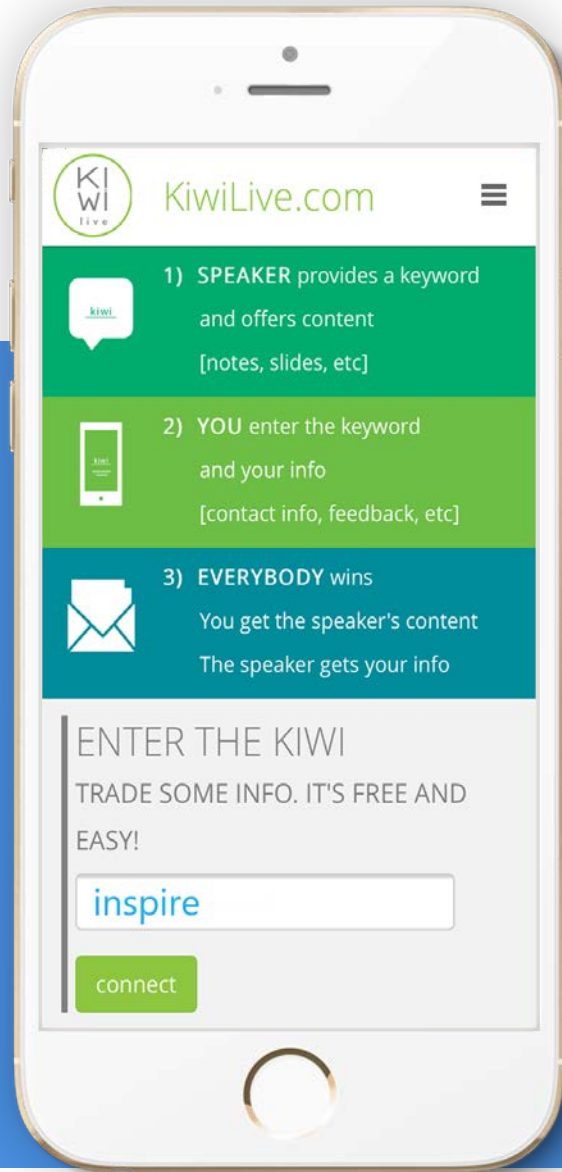 KI
WI
live
KiwiLive.com
kiwi
1) SPEAKER provides a keyword
and offers content
[notes, slides, etc]
kiwi
2) YOU enter the keyword
and your info
[contact info, feedback, etc]
3) EVERYBODY wins
You get the speaker's content
The speaker gets your info
ENTER THE KIWI
TRADE SOME INFO. IT'S FREE AND
EASY!
inspire
connect